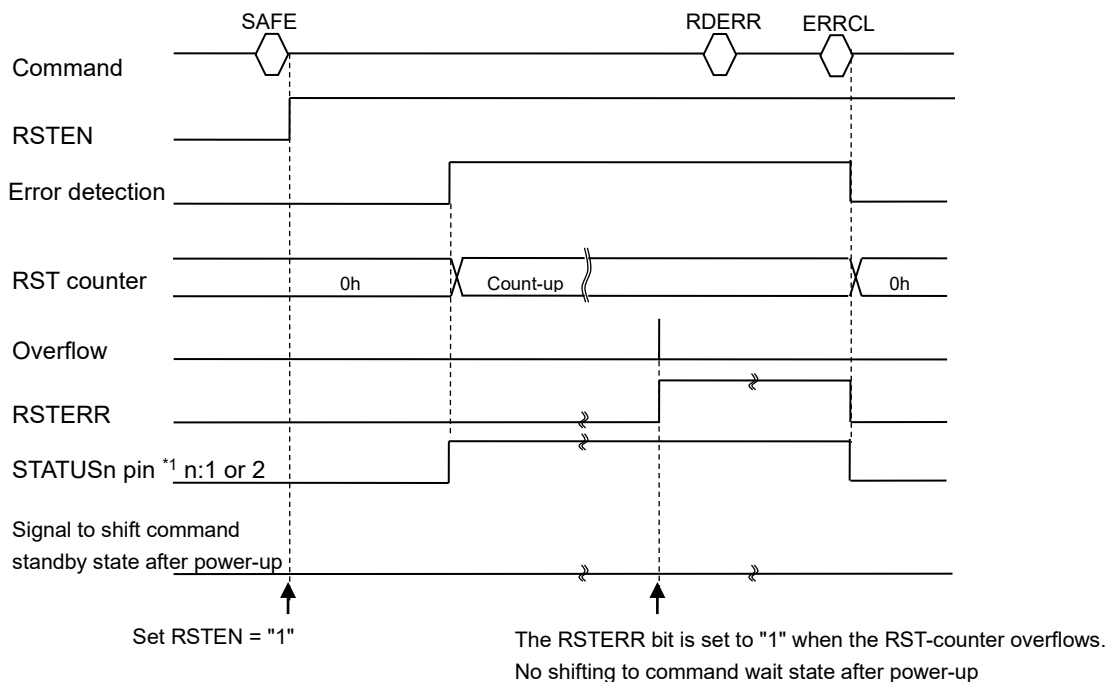 SAFE RDERR ERRCL
Command
RSTEN
Error detection
RST counter 0h Count-up 0h
Overflow
RSTERR
STATUSn pin *1 n:1 or 2
Signal to shift command
standby state after power-up
Set RSTEN = "1"
The RSTERR bit is set to "1" when the RST-counter overflows.
No shifting to command wait state after power-up